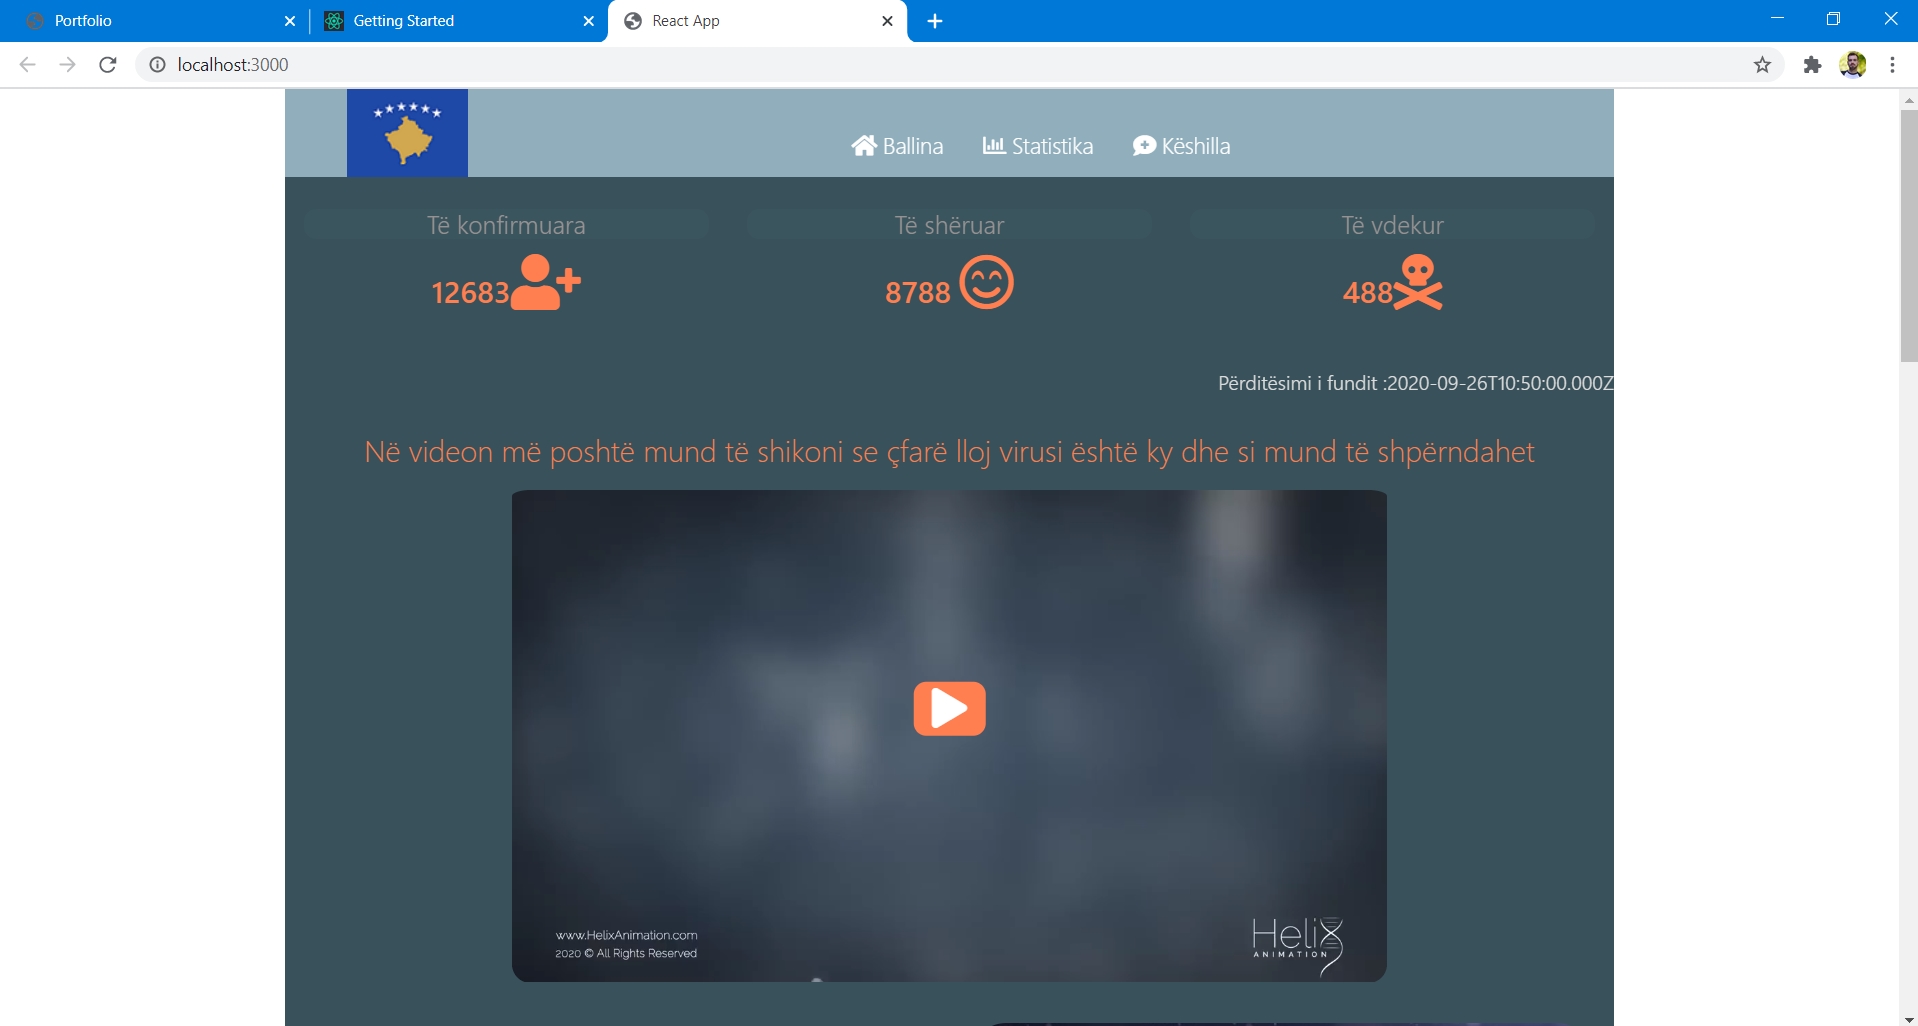 Portfolio
Getting Started
React App
localhost:3000
Ballina
Statistika
Këshilla
Të konfirmuara
Të shëruar
Të vdekur
12683
8788
488
Përditësimi i fundit :2020-09-26T10:50:00.000Z
Në videon më poshtë mund të shikoni se çfarë lloj virusi është ky dhe si mund të shpërndahet
www.HelixAnimation.com
2020 © All Rights Reserved
Helix
ANIMATION